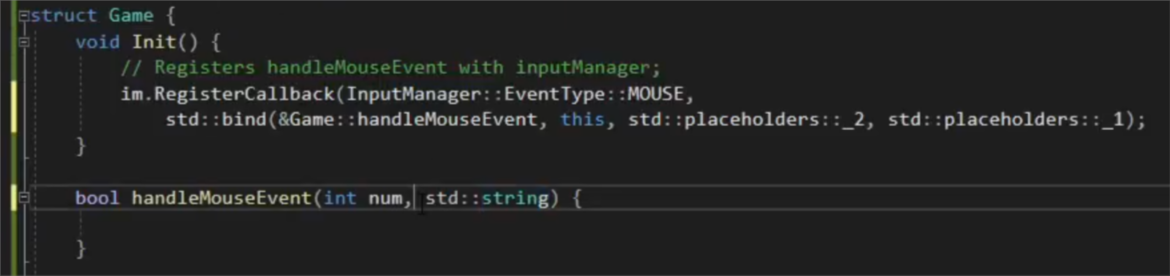 struct Game {
void Init() {
// Registers handleMouseEvent with inputManager;
im.RegisterCallback(InputManager::EventType::MOUSE,
std::bind(&Game::handleMouseEvent, this, std::placeholders::_2, std::placeholders::_1);
}
bool handleMouseEvent(int num, std::string) {
}